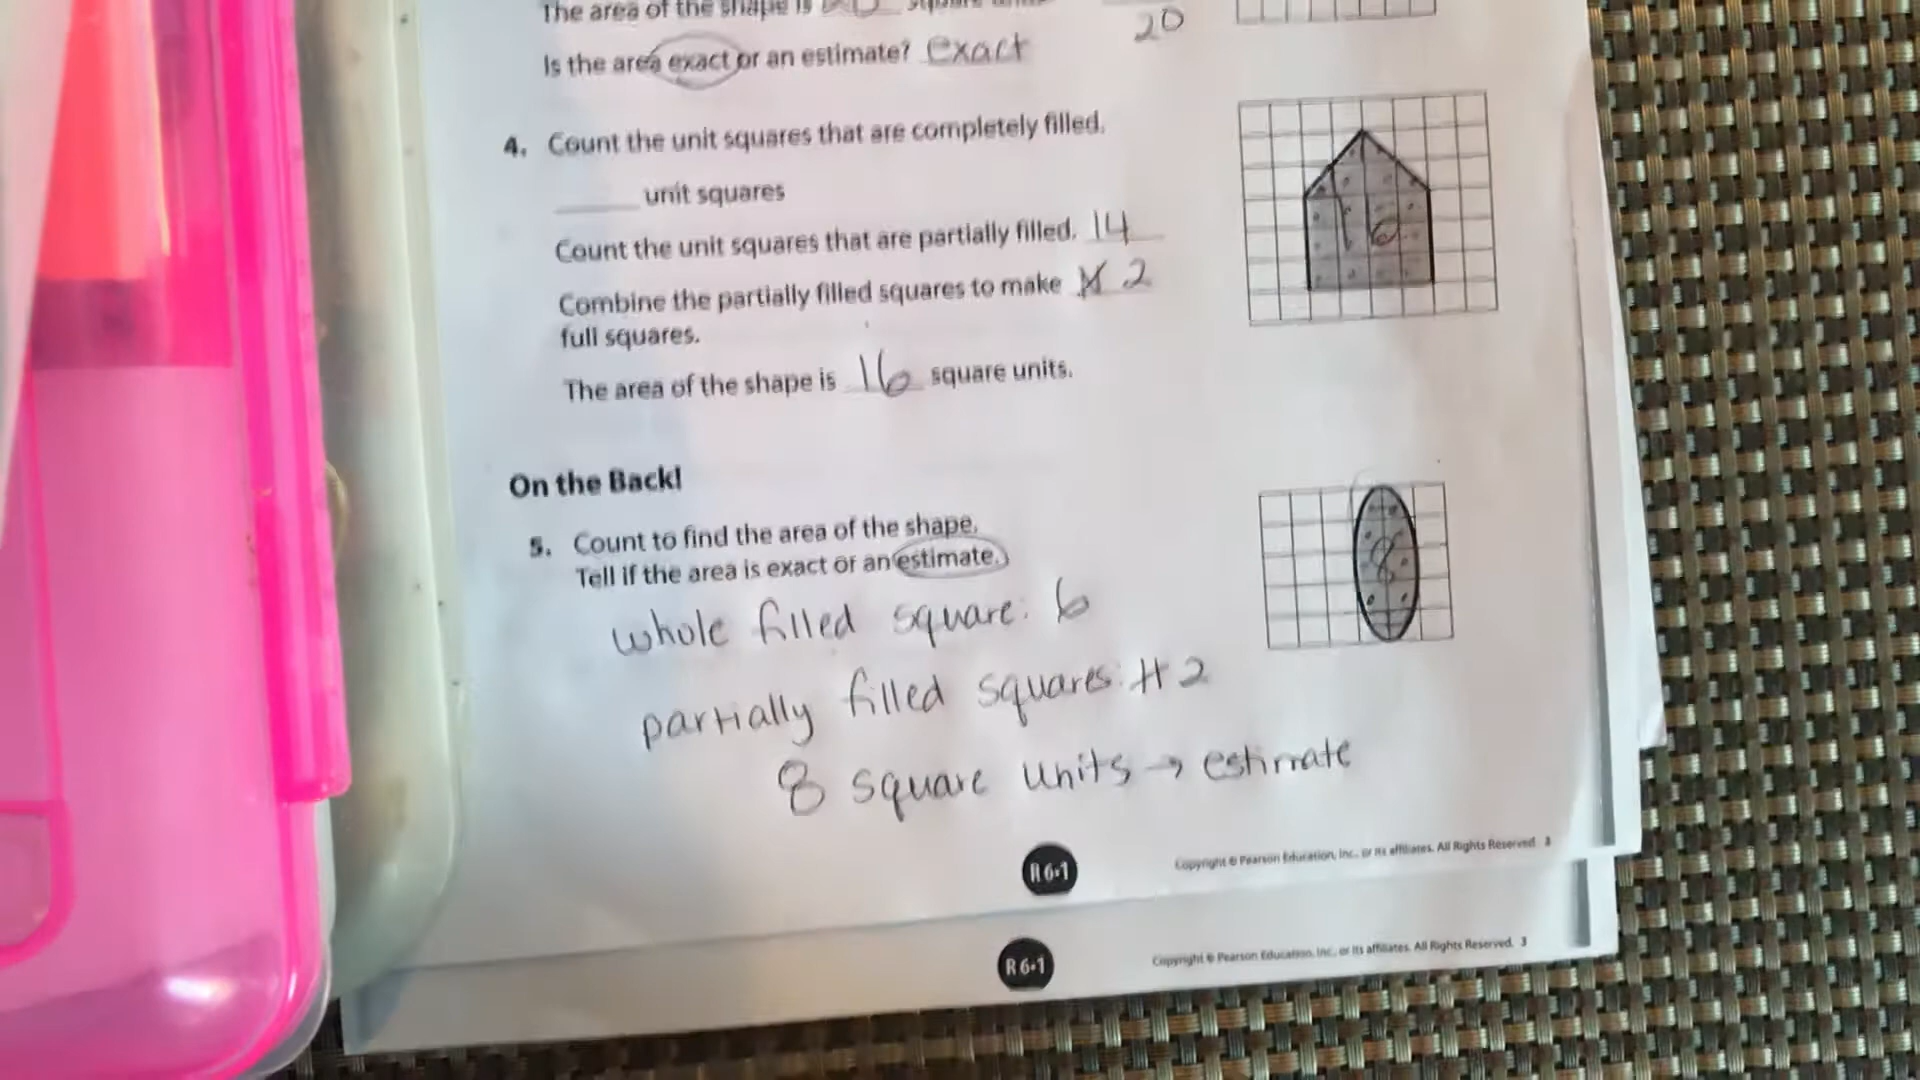 The area of the shape is square
20
Is the area exact or an estimate? exact
4. Count the unit squares that are completely filled.
_____ unit squares
Count the unit squares that are partially filled. 14
Combine the partially filled squares to make 2
full squares.
The area of the shape is 16 square units.
16
On the Back!
5. Count to find the area of the shape.
Tell if the area is exact or an estimate.
8
whole filled square: 6
partially filled squares: + 2
8 square units → estimate
R 6•1
Copyright © Pearson Education, Inc., or its affiliates. All Rights Reserved. 3
R 6•1
Copyright © Pearson Education, Inc., or its affiliates. All Rights Reserved. 3